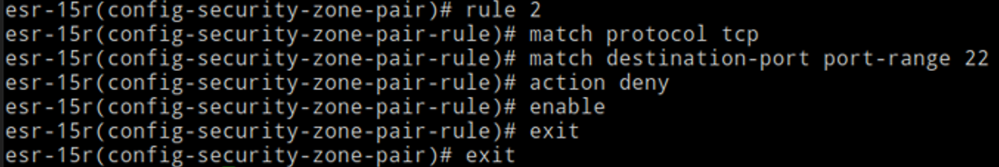 esr-15r(config-security-zone-pair)# rule 2
esr-15r(config-security-zone-pair-rule)# match protocol tcp
esr-15r(config-security-zone-pair-rule)# match destination-port port-range 22
esr-15r(config-security-zone-pair-rule)# action deny
esr-15r(config-security-zone-pair-rule)# enable
esr-15r(config-security-zone-pair-rule)# exit
esr-15r(config-security-zone-pair)# exit